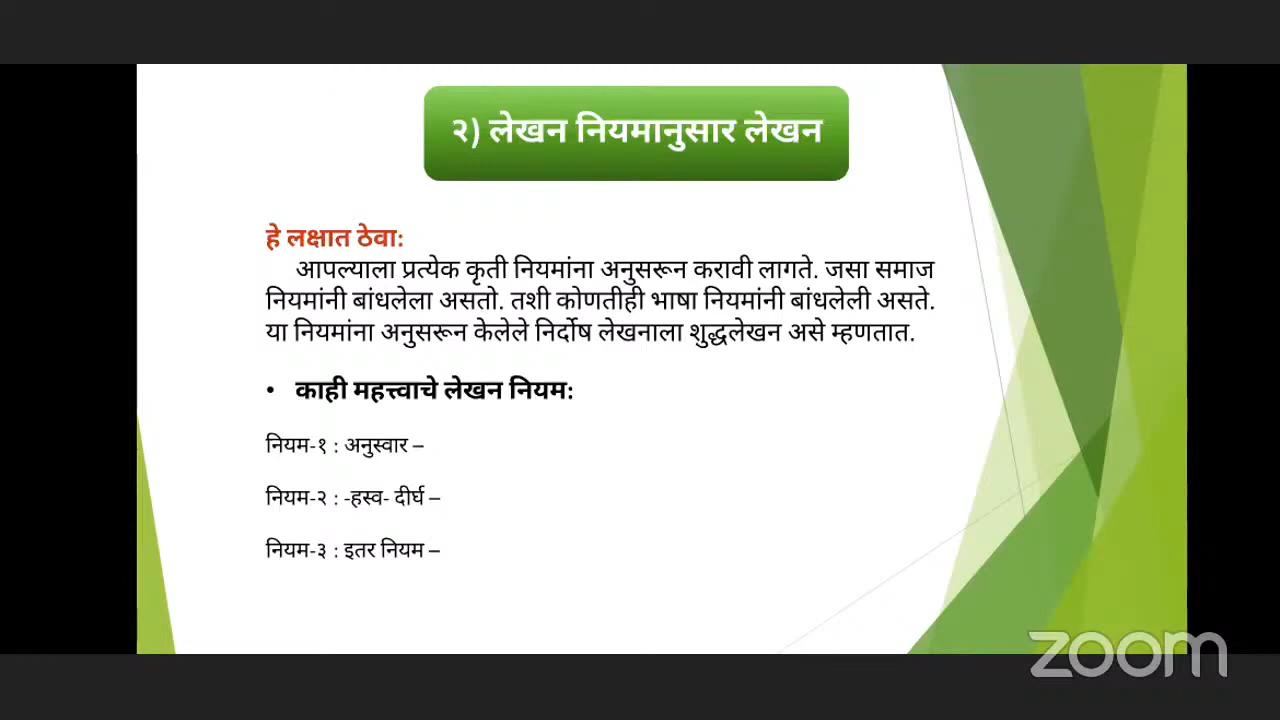 २) लेखन नियमानुसार लेखन
हे लक्षात ठेवा:
आपल्याला प्रत्येक कृती नियमांना अनुसरून करावी लागते. जसा समाज
नियमांनी बांधलेला असतो. तशी कोणतीही भाषा नियमांनी बांधलेली असते.
या नियमांना अनुसरून केलेले निर्दोष लेखनाला शुद्धलेखन असे म्हणतात.
• काही महत्त्वाचे लेखन नियम:
नियम-१ : अनुस्वार –
नियम-२ : -हस्व- दीर्घ –
नियम-३ : इतर नियम –
zoom